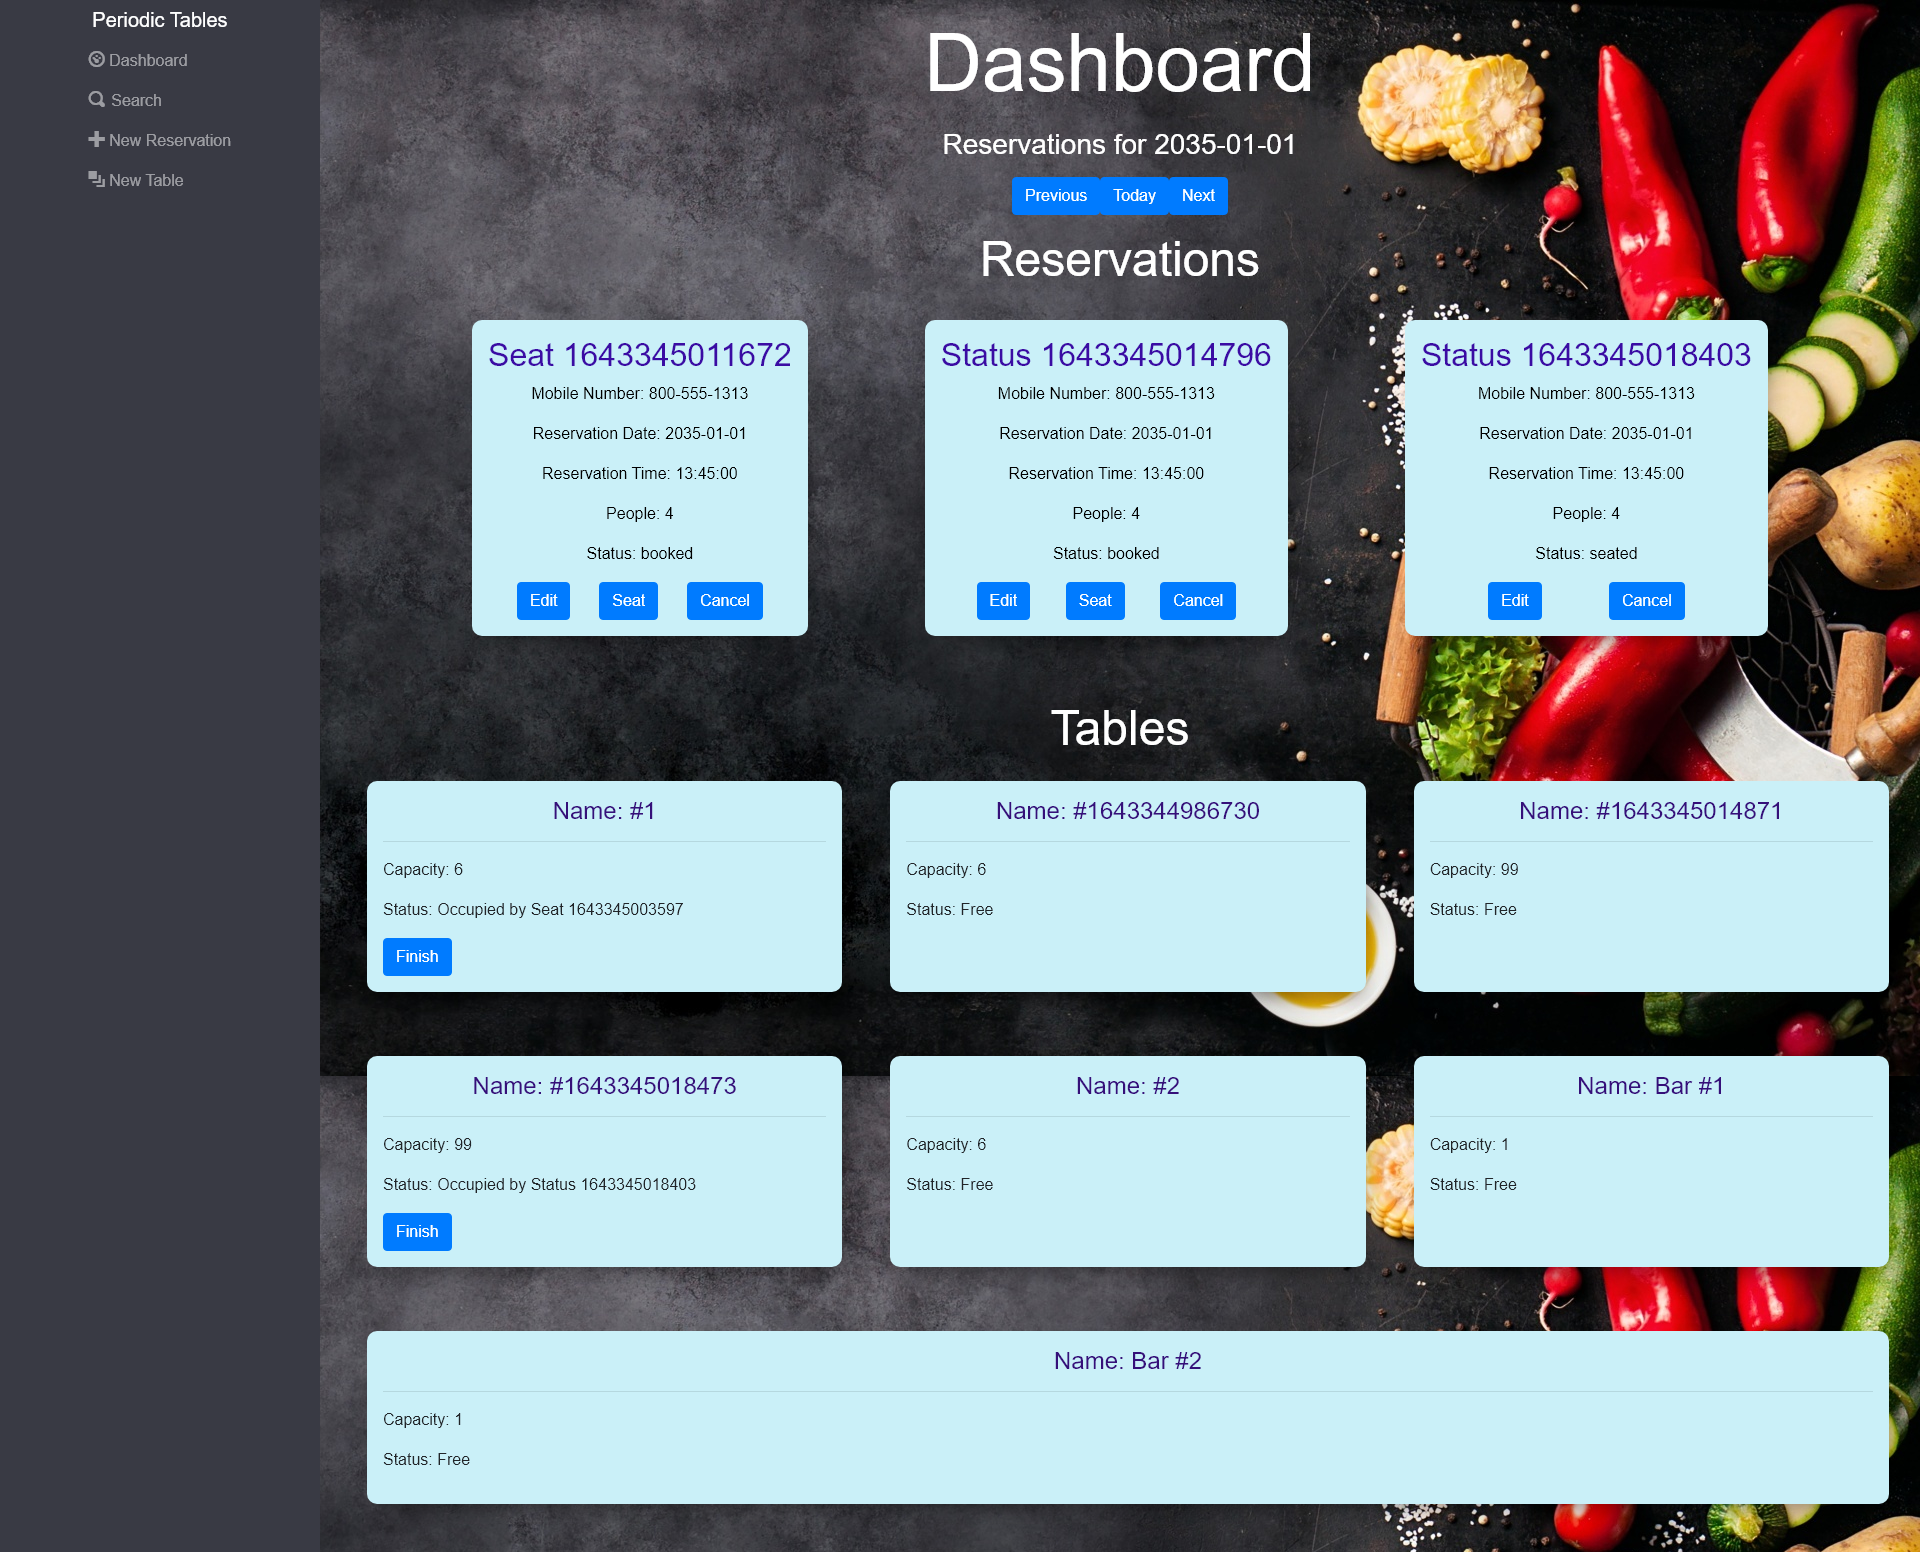 Periodic Tables
Dashboard
Search
New Reservation
New Table
Dashboard
Reservations for 2035-01-01
Previous Today Next
Reservations
Seat 1643345011672
Mobile Number: 800-555-1313
Reservation Date: 2035-01-01
Reservation Time: 13:45:00
People: 4
Status: booked
Edit Seat Cancel
Status 1643345014796
Mobile Number: 800-555-1313
Reservation Date: 2035-01-01
Reservation Time: 13:45:00
People: 4
Status: booked
Edit Seat Cancel
Status 1643345018403
Mobile Number: 800-555-1313
Reservation Date: 2035-01-01
Reservation Time: 13:45:00
People: 4
Status: seated
Edit Cancel
Tables
Name: #1
Capacity: 6
Status: Occupied by Seat 1643345003597
Finish
Name: #1643344986730
Capacity: 6
Status: Free
Name: #1643345014871
Capacity: 99
Status: Free
Name: #1643345018473
Capacity: 99
Status: Occupied by Status 1643345018403
Finish
Name: #2
Capacity: 6
Status: Free
Name: Bar #1
Capacity: 1
Status: Free
Name: Bar #2
Capacity: 1
Status: Free